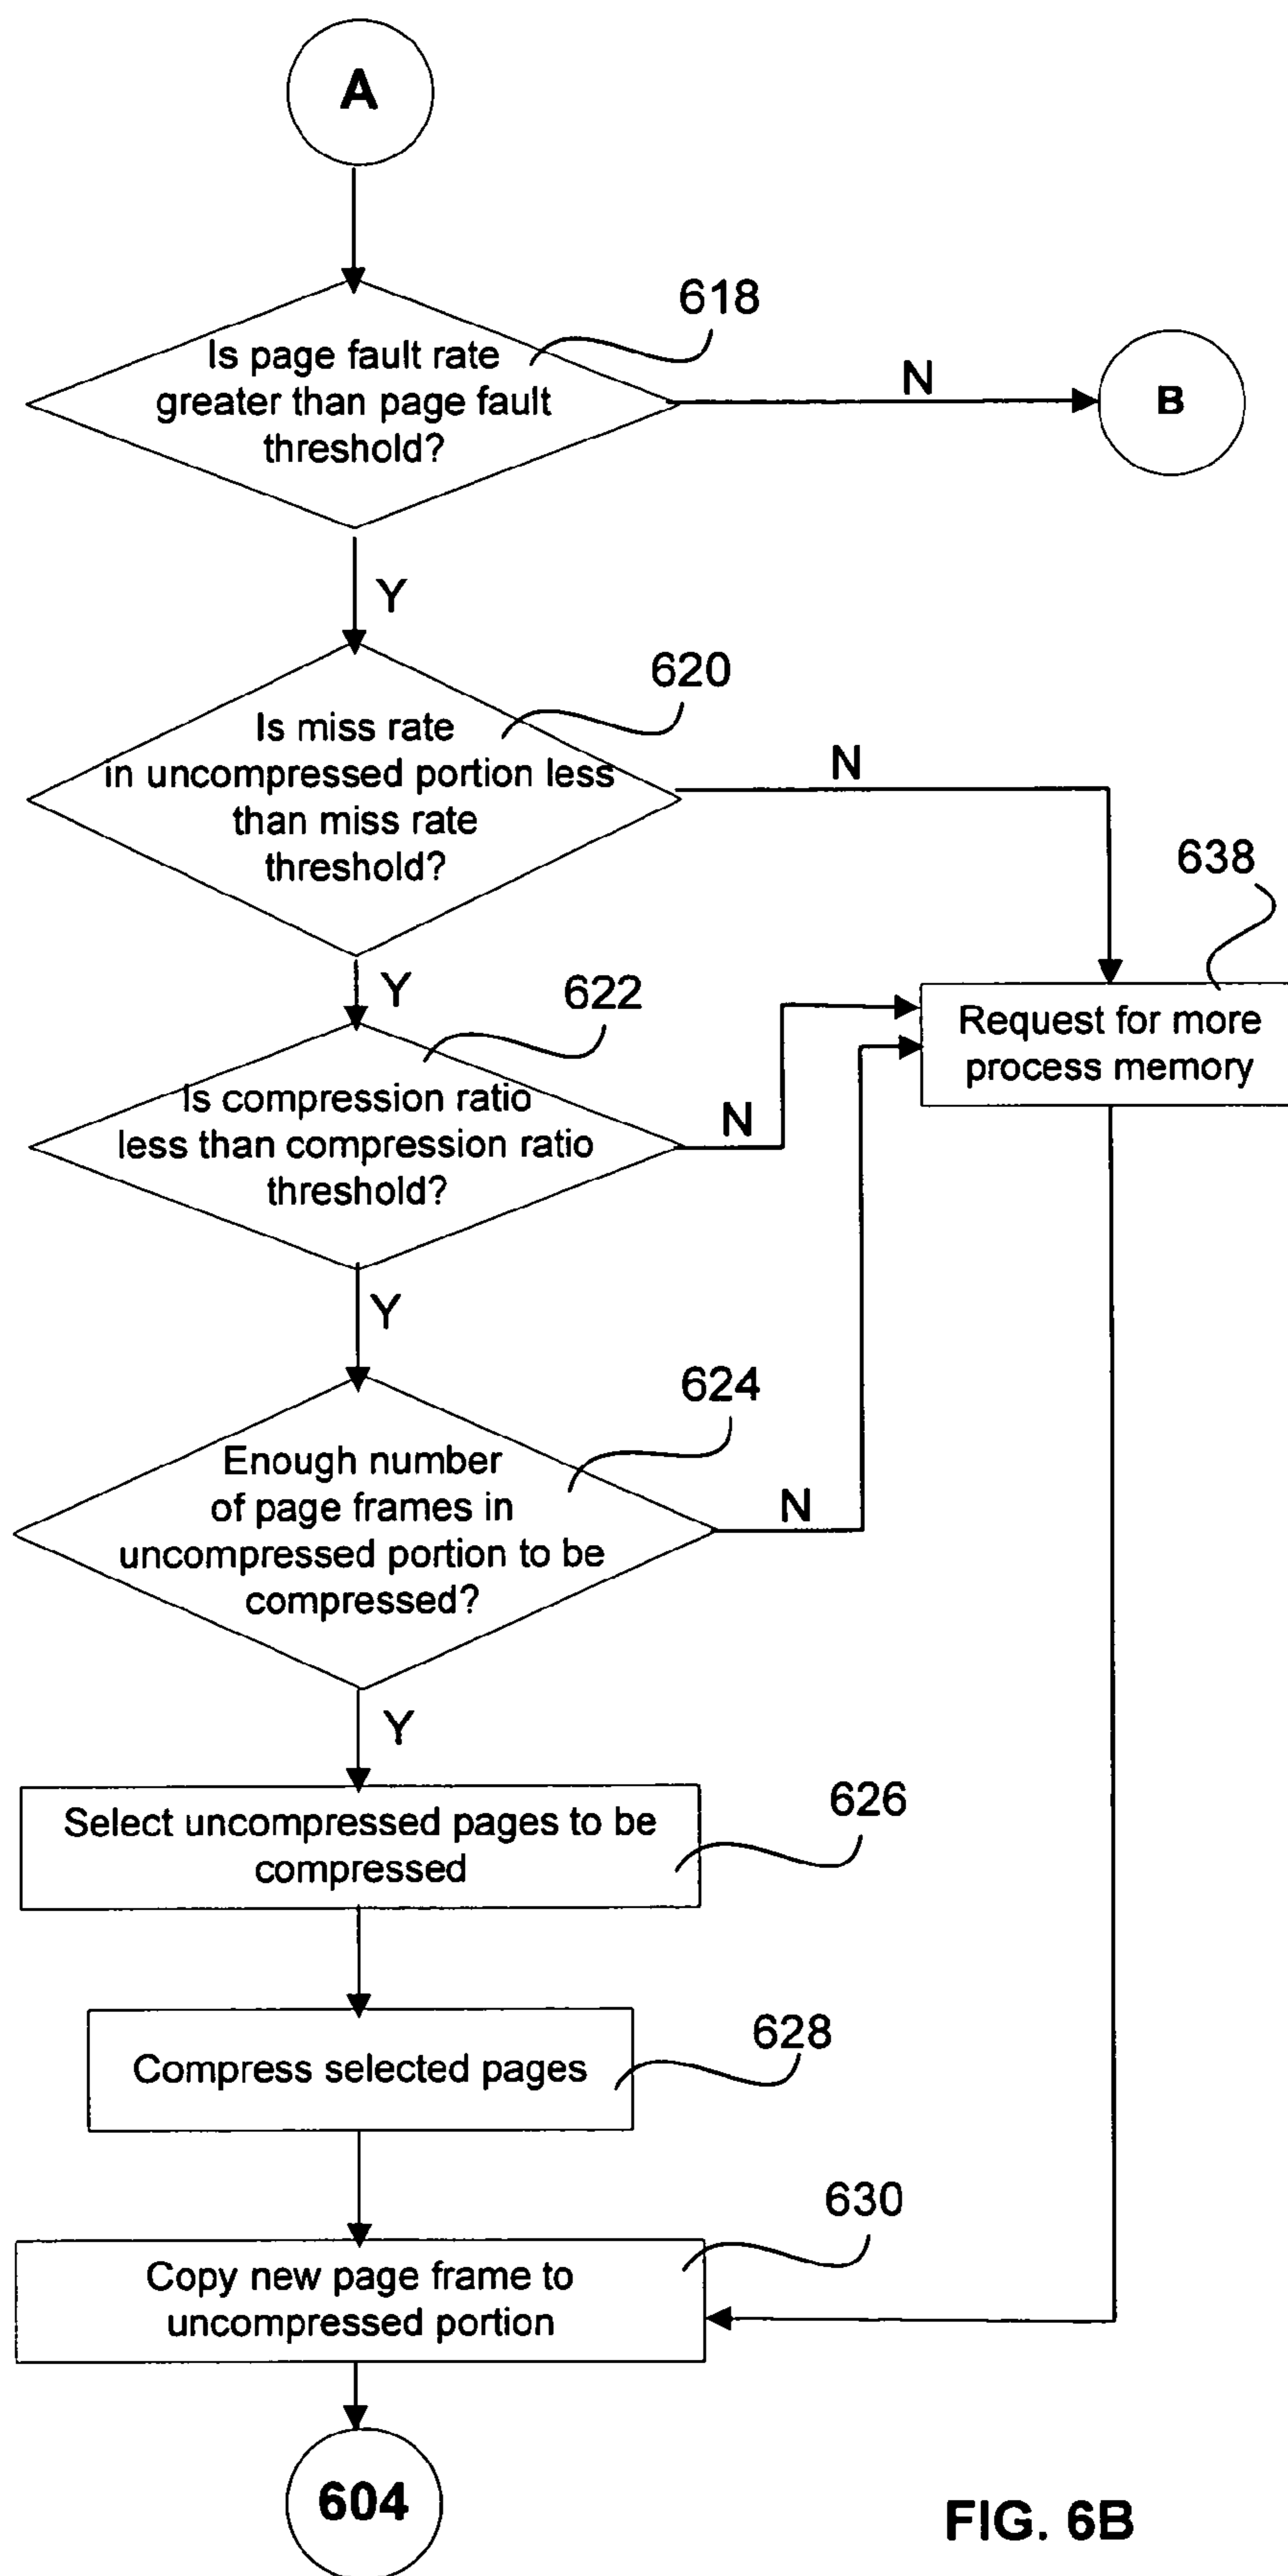 A
618
Is page fault rate
greater than page fault
threshold?
N
B
Y
620
Is miss rate
in uncompressed portion less
than miss rate
threshold?
N
638
Request for more
process memory
Y
622
Is compression ratio
less than compression ratio
threshold?
N
Y
624
Enough number
of page frames in
uncompressed portion to be
compressed?
N
Y
626
Select uncompressed pages to be
compressed
628
Compress selected pages
630
Copy new page frame to
uncompressed portion
604
FIG. 6B